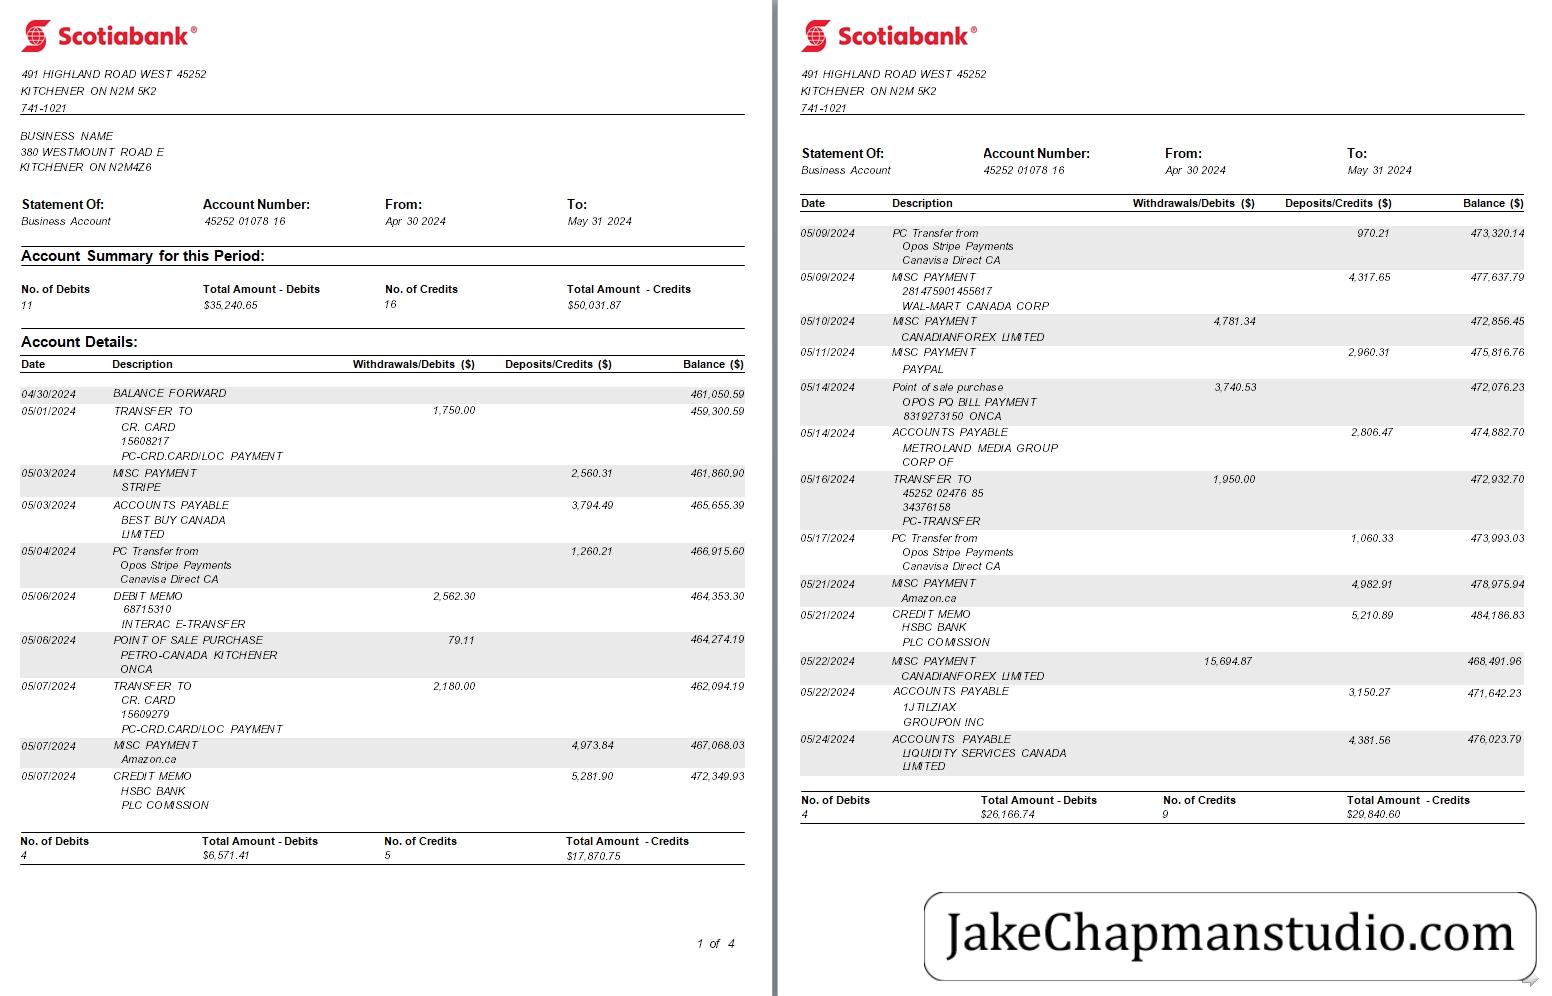 Scotiabank®
491 HIGHLAND ROAD WEST 45252
KITCHENER ON N2M 5K2
741-1021
BUSINESS NAME
380 WESTMOUNT ROAD E
KITCHENER ON N2M4Z6
Statement Of: Account Number: From: To:
Business Account 45252 01078 16 Apr 30 2024 May 31 2024
Account Summary for this Period:
No. of Debits Total Amount - Debits No. of Credits Total Amount - Credits
11 $35,240.65 16 $50,031.87
Account Details:
Date Description Withdrawals/Debits ($) Deposits/Credits ($) Balance ($)
04/30/2024 BALANCE FORWARD 461,050.59
05/01/2024 TRANSFER TO 1,750.00 459,300.59
CR. CARD
15608217
PC-CRD.CARD/LOC PAYMENT
05/03/2024 MISC PAYMENT 2,560.31 461,860.90
STRIPE
05/03/2024 ACCOUNTS PAYABLE 3,794.49 465,655.39
BEST BUY CANADA
LIMITED
05/04/2024 PC Transfer from 1,260.21 466,915.60
Opos Stripe Payments
Canavisa Direct CA
05/06/2024 DEBIT MEMO 2,562.30 464,353.30
68715310
INTERAC E-TRANSFER
05/06/2024 POINT OF SALE PURCHASE 79.11 464,274.19
PETRO-CANADA KITCHENER
ONCA
05/07/2024 TRANSFER TO 2,180.00 462,094.19
CR. CARD
15609279
PC-CRD.CARD/LOC PAYMENT
05/07/2024 MISC PAYMENT 4,973.84 467,068.03
Amazon.ca
05/07/2024 CREDIT MEMO 5,281.90 472,349.93
HSBC BANK
PLC COMISSION
No. of Debits Total Amount - Debits No. of Credits Total Amount - Credits
4 $6,571.41 5 $17,870.75
1 of 4
Scotiabank®
491 HIGHLAND ROAD WEST 45252
KITCHENER ON N2M 5K2
741-1021
Statement Of: Account Number: From: To:
Business Account 45252 01078 16 Apr 30 2024 May 31 2024
Date Description Withdrawals/Debits ($) Deposits/Credits ($) Balance ($)
05/09/2024 PC Transfer from 970.21 473,320.14
Opos Stripe Payments
Canavisa Direct CA
05/09/2024 MISC PAYMENT 4,317.65 477,637.79
281475901455617
WAL-MART CANADA CORP
05/10/2024 MISC PAYMENT 4,781.34 472,856.45
CANADIANFOREX LIMITED
05/11/2024 MISC PAYMENT 2,960.31 475,816.76
PAYPAL
05/14/2024 Point of sale purchase 3,740.53 472,076.23
OPOS PQ BILL PAYMENT
8319273150 ONCA
05/14/2024 ACCOUNTS PAYABLE 2,806.47 474,882.70
METROLAND MEDIA GROUP
CORP OF
05/16/2024 TRANSFER TO 1,950.00 472,932.70
45252 02476 85
34376158
PC-TRANSFER
05/17/2024 PC Transfer from 1,060.33 473,993.03
Opos Stripe Payments
Canavisa Direct CA
05/21/2024 MISC PAYMENT 4,982.91 478,975.94
Amazon.ca
05/21/2024 CREDIT MEMO 5,210.89 484,186.83
HSBC BANK
PLC COMISSION
05/22/2024 MISC PAYMENT 15,694.87 468,491.96
CANADIANFOREX LIMITED
05/22/2024 ACCOUNTS PAYABLE 3,150.27 471,642.23
1JTILZIAX
GROUPON INC
05/24/2024 ACCOUNTS PAYABLE 4,381.56 476,023.79
LIQUIDITY SERVICES CANADA
LIMITED
No. of Debits Total Amount - Debits No. of Credits Total Amount - Credits
4 $26,166.74 9 $29,840.60
JakeChapmanstudio.com